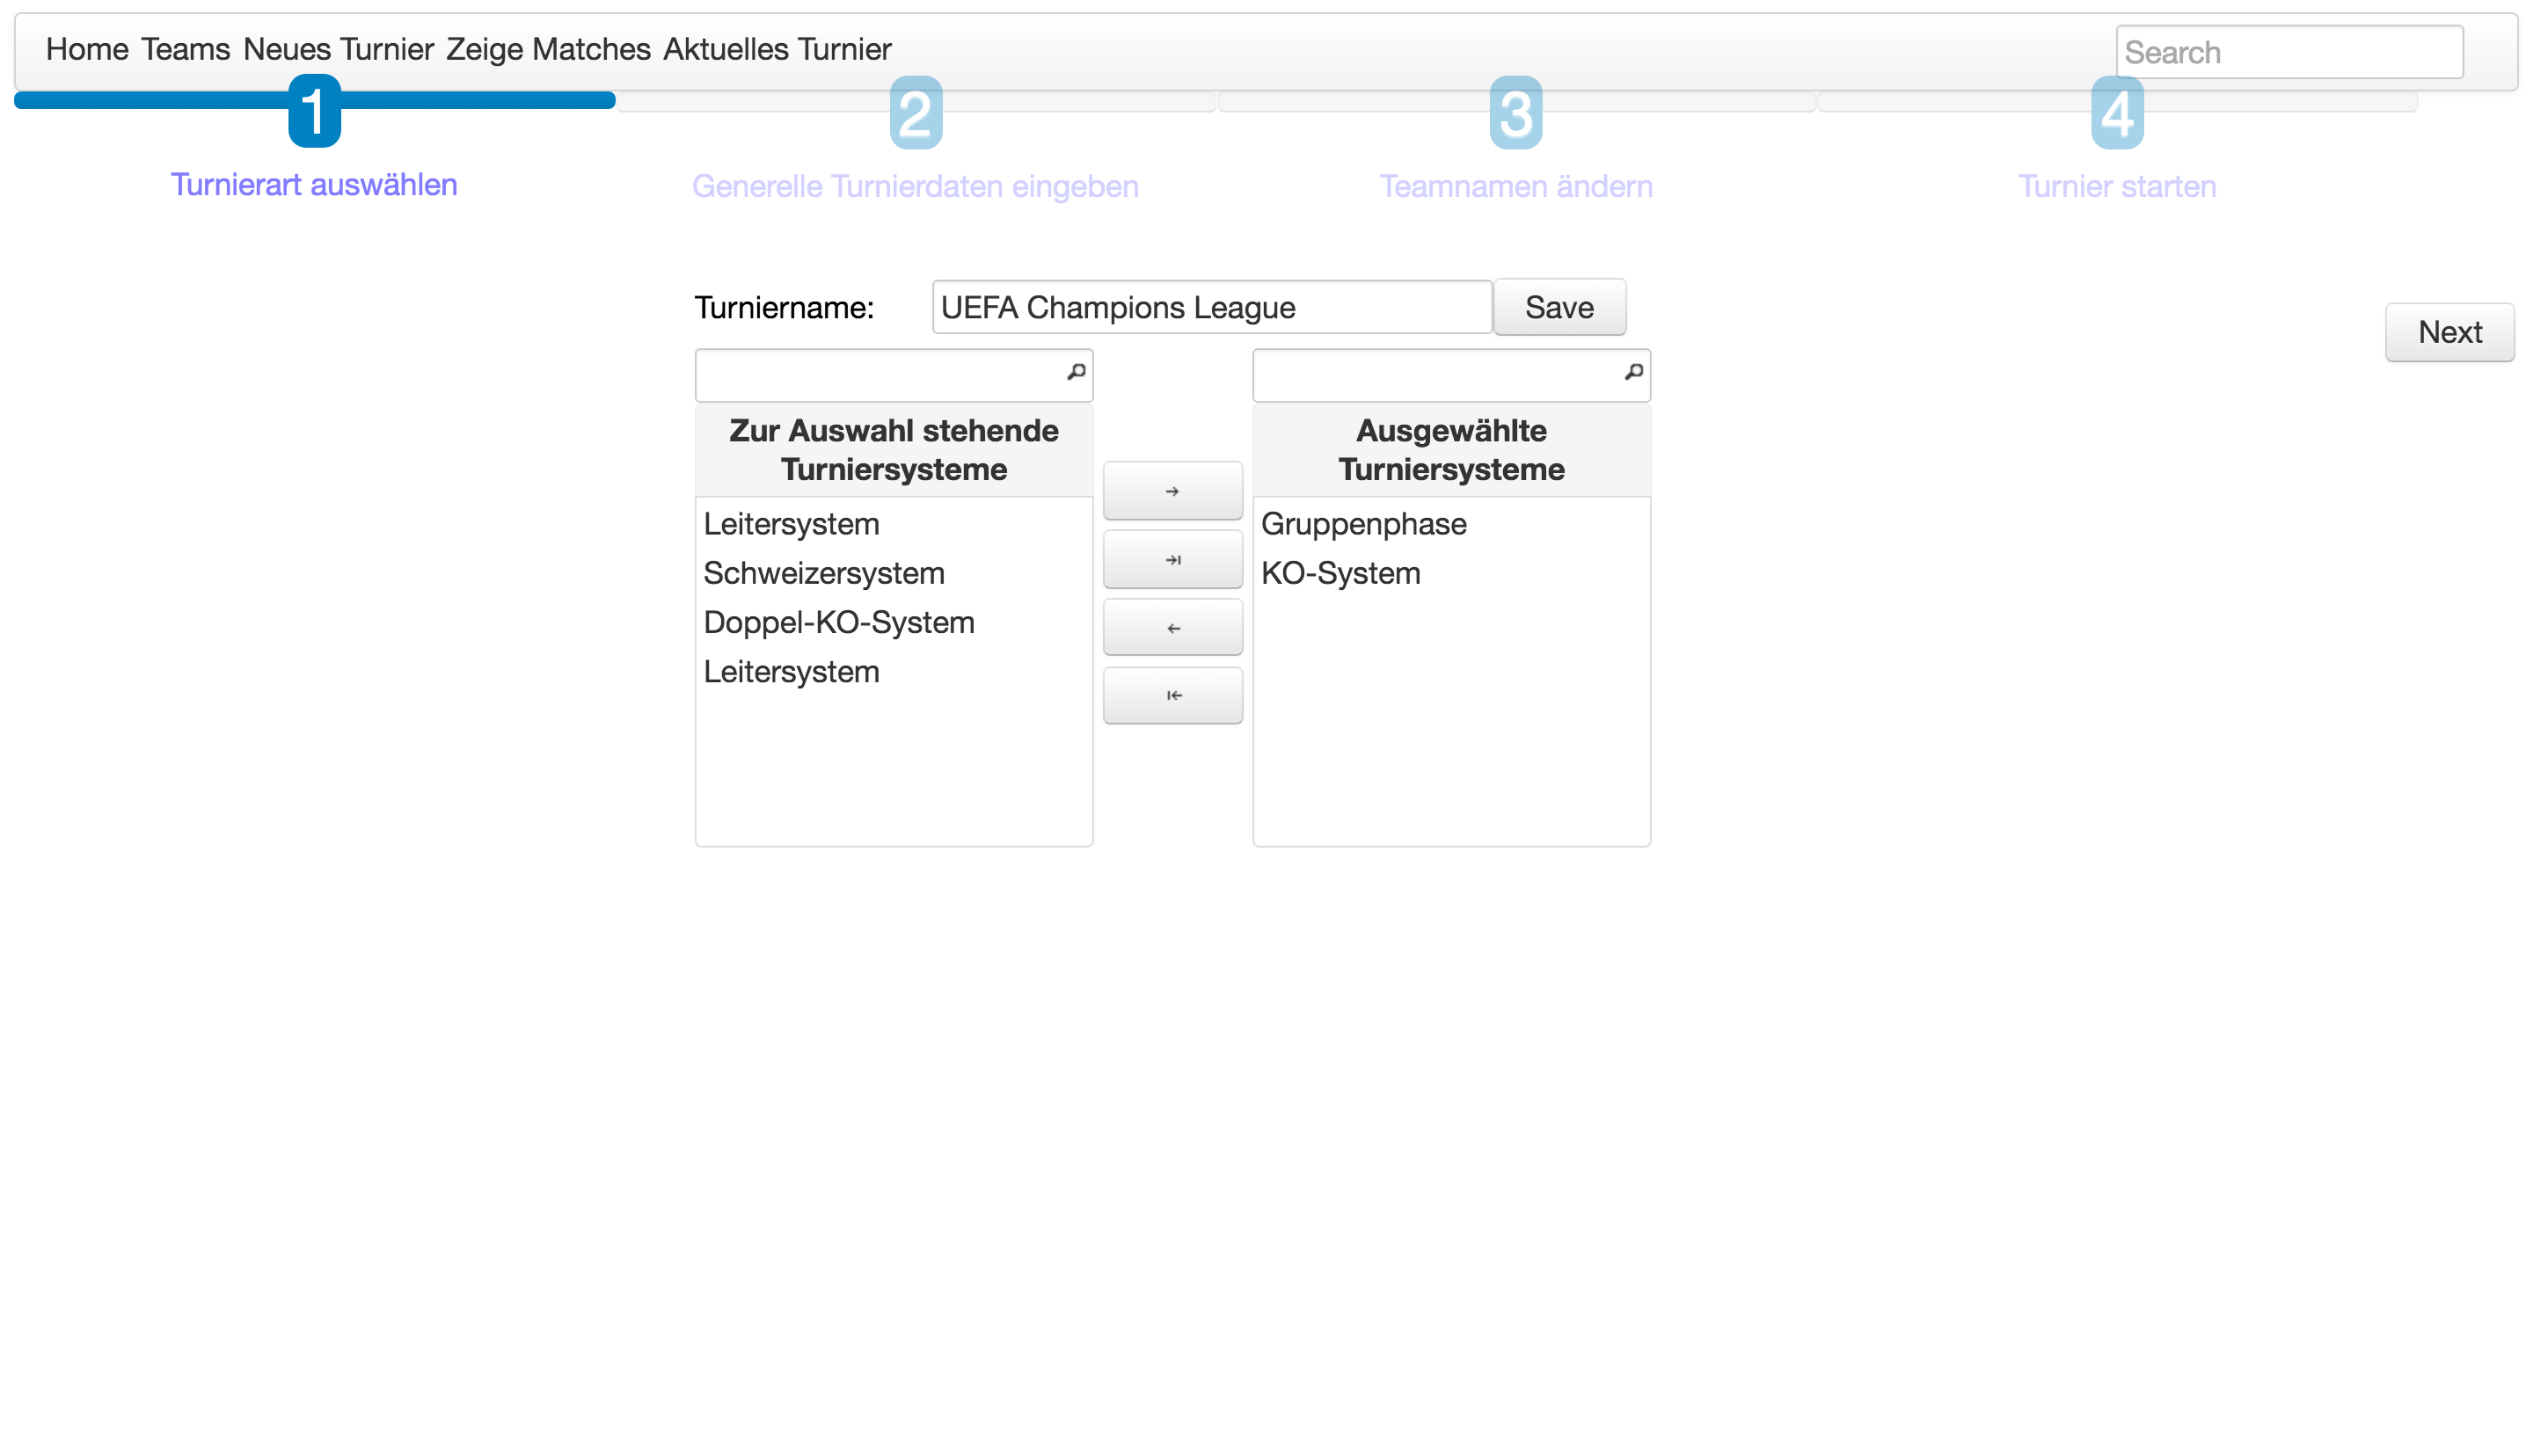 Home Teams Neues Turnier Zeige Matches Aktuelles Turnier Search
1 2 3 4
Turnierart auswählen Generelle Turnierdaten eingeben Teamnamen ändern Turnier starten
Turniername: UEFA Champions League Save
Next
Zur Auswahl stehende
Turniersysteme
Leitersystem
Schweizersystem
Doppel-KO-System
Leitersystem
Ausgewählte
Turniersysteme
Gruppenphase
KO-System